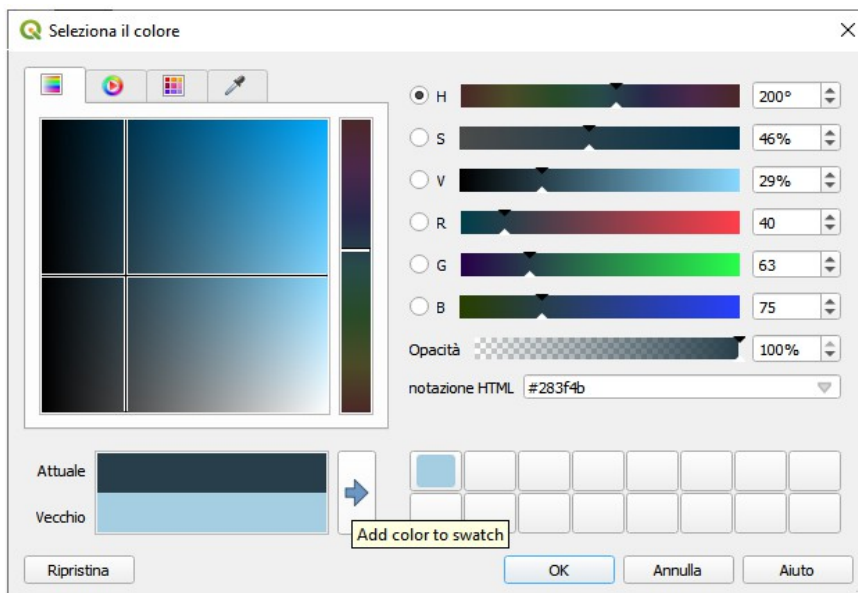 Seleziona il colore
H 200°
S 46%
V 29%
R 40
G 63
B 75
Opacità 100%
notazione HTML #283f4b
Attuale
Vecchio
Add color to swatch
Ripristina OK Annulla Aiuto